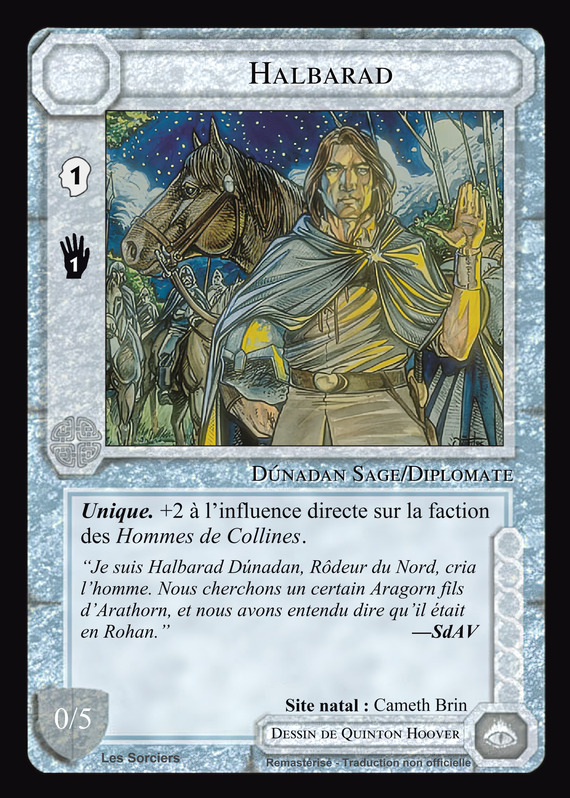 HALBARAD
1
1
DÚNADAN SAGE/DIPLOMATE
Unique. +2 à l’influence directe sur la faction
des Hommes de Collines.
“Je suis Halbarad Dúnadan, Rôdeur du Nord, cria
l’homme. Nous cherchons un certain Aragorn fils
d’Arathorn, et nous avons entendu dire qu’il était
en Rohan.” —SdAV
Site natal : Cameth Brin
0/5
DESSIN DE QUINTON HOOVER
Les Sorciers
Remastérisé - Traduction non officielle